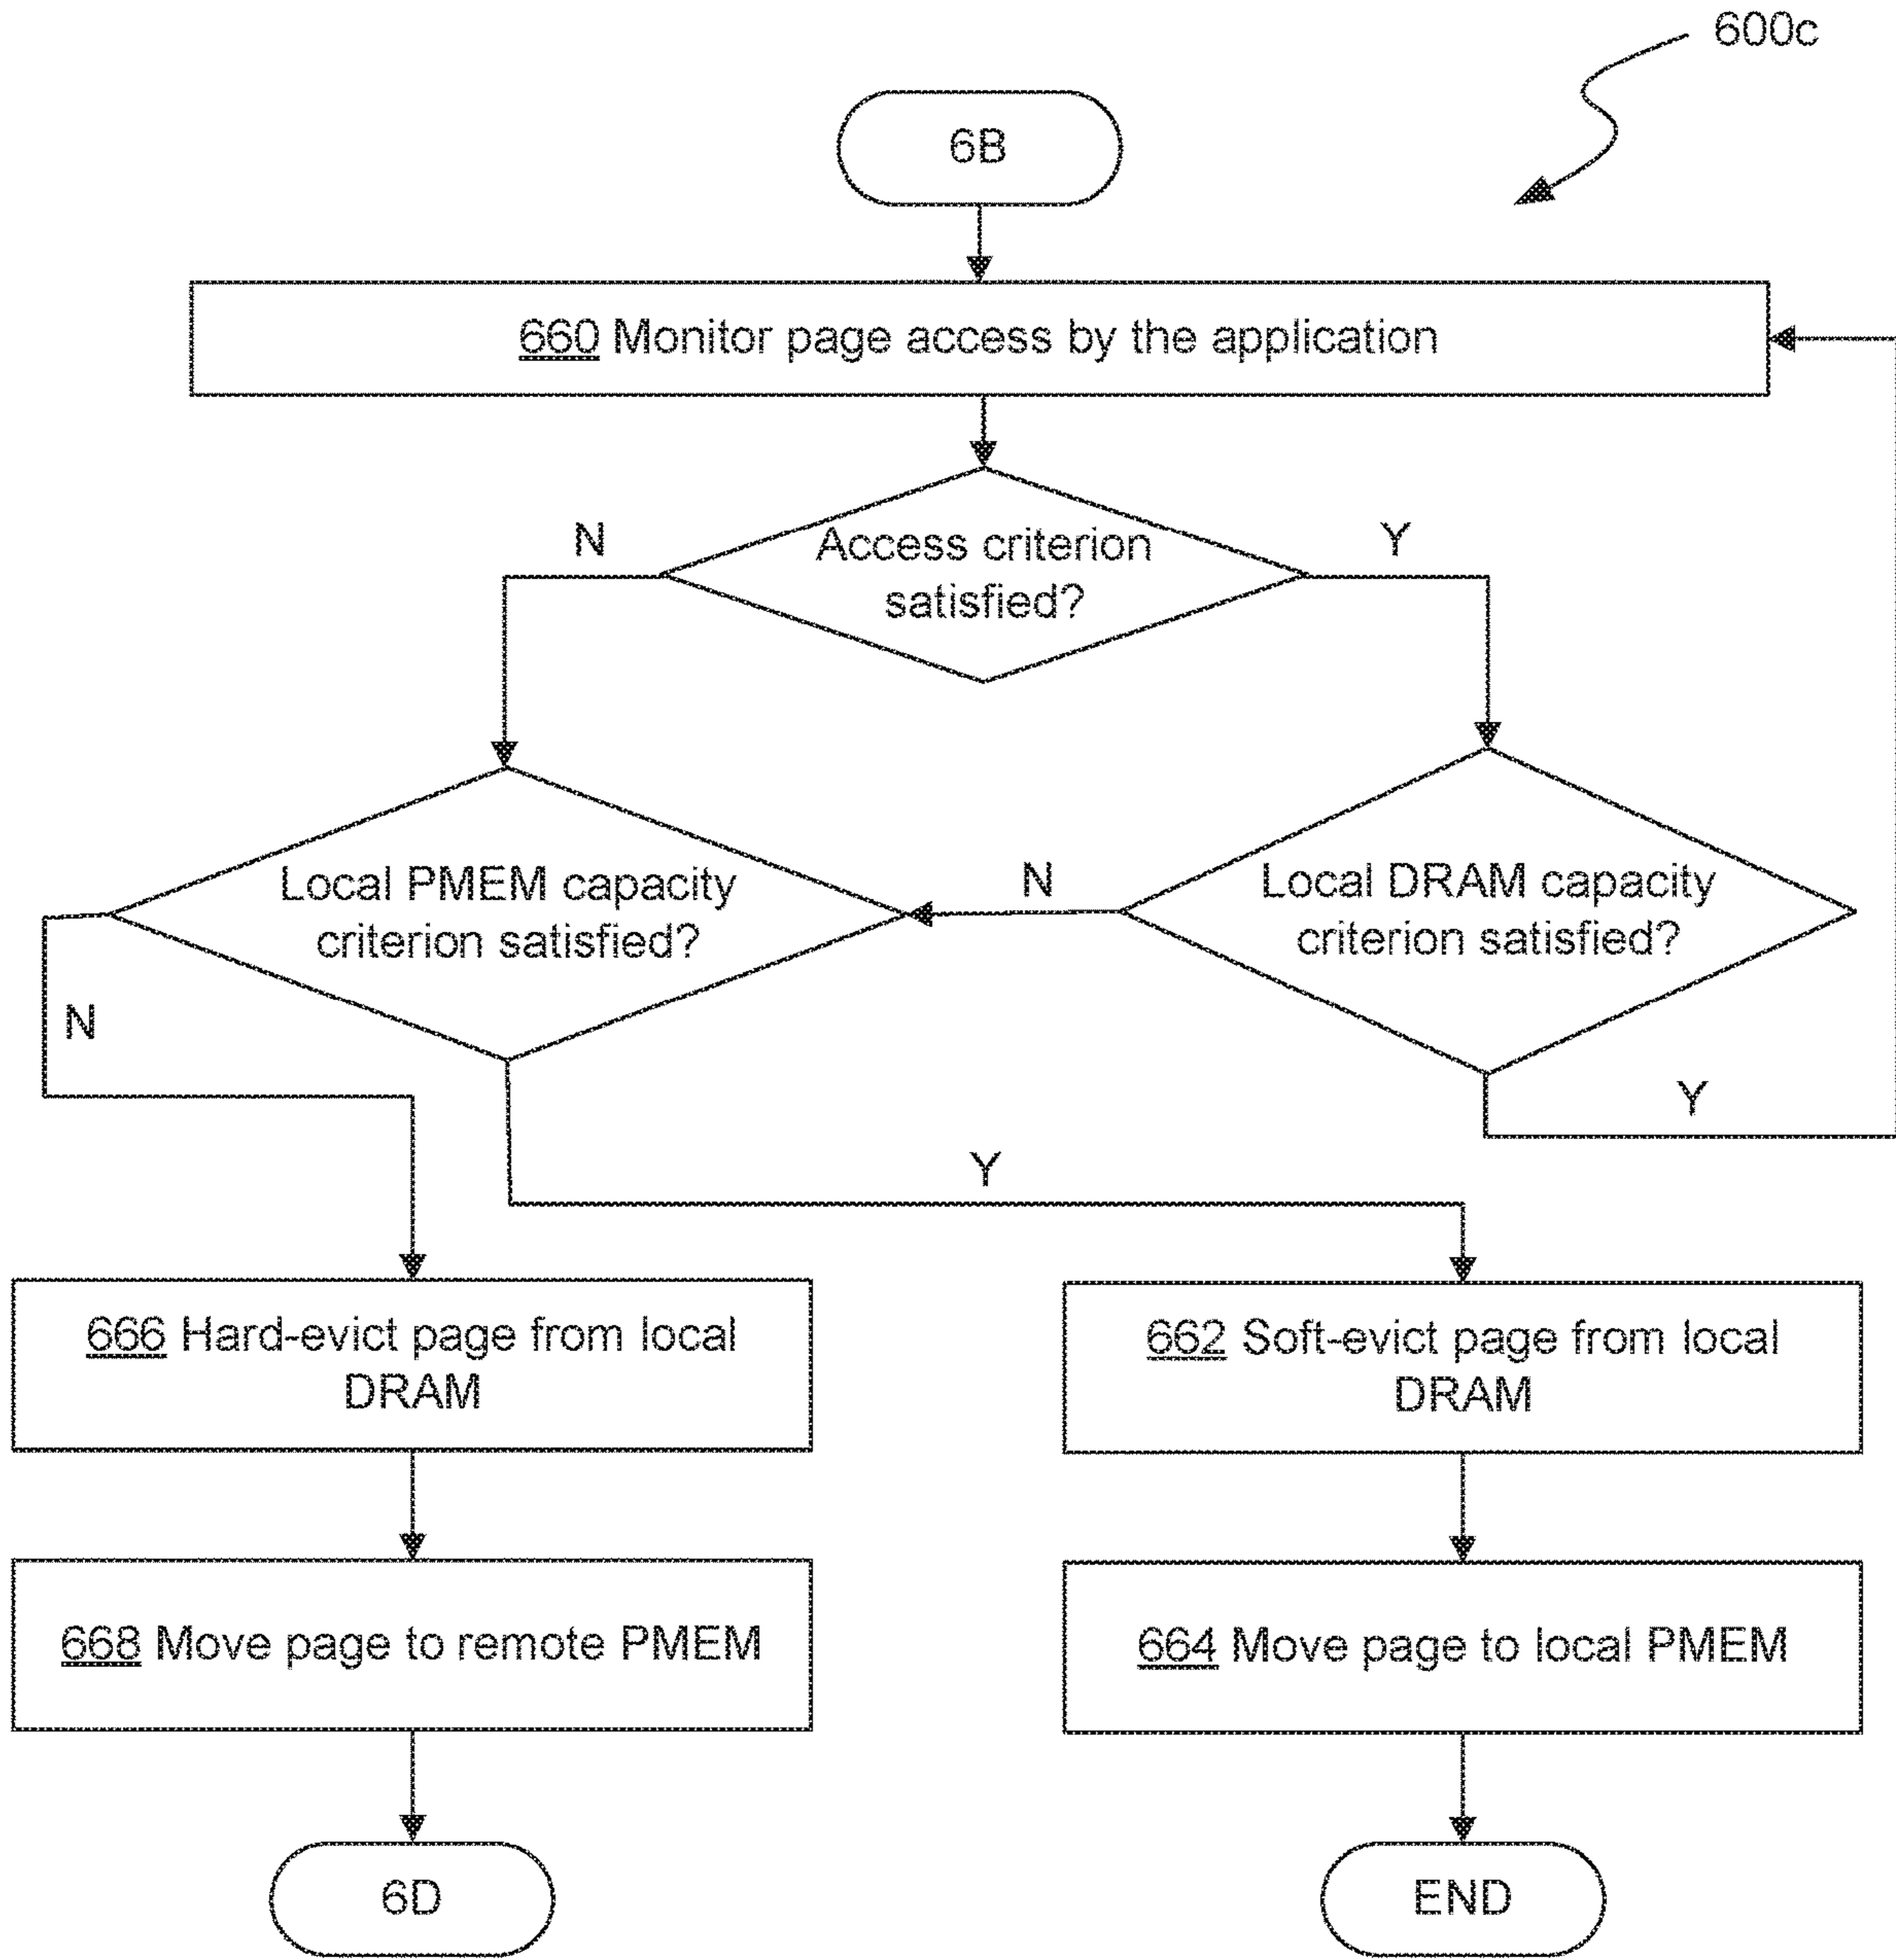 600c
6B
660 Monitor page access by the application
N
Y
Access criterion
satisfied?
Local PMEM capacity
criterion satisfied?
N
Local DRAM capacity
criterion satisfied?
N
Y
Y
666 Hard-evict page from local
DRAM
662 Soft-evict page from local
DRAM
668 Move page to remote PMEM
664 Move page to local PMEM
6D
END